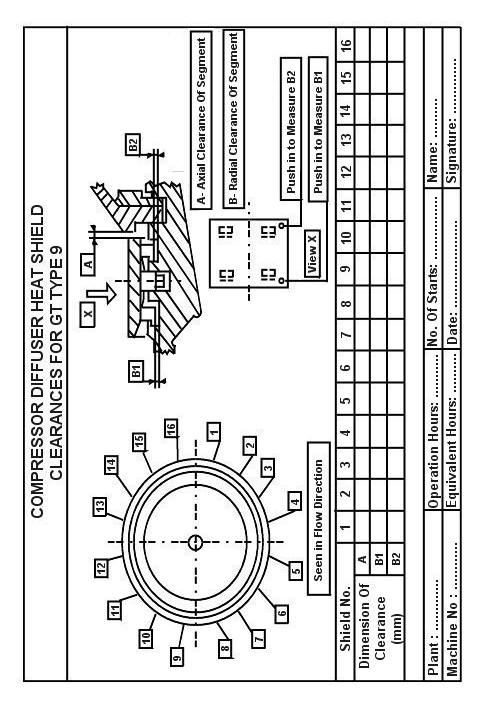 COMPRESSOR DIFFUSER HEAT SHIELD
CLEARANCES FOR GT TYPE 9
X
A
B1
B2
A- Axial Clearance Of Segment
B- Radial Clearance Of Segment
View X
Push in to Measure B2
Push in to Measure B1
1
2
3
4
5
6
7
8
9
10
11
12
13
14
15
16
Seen in Flow Direction
Shield No. 1 2 3 4 5 6 7 8 9 10 11 12 13 14 15 16
Dimension Of
Clearance
(mm)
A
B1
B2
Plant : .............. Operation Hours: .......... No. Of Starts: ........... Name: ........
Machine No : ........... Equivalent Hours: .......... Date: .................. Signature: ..............